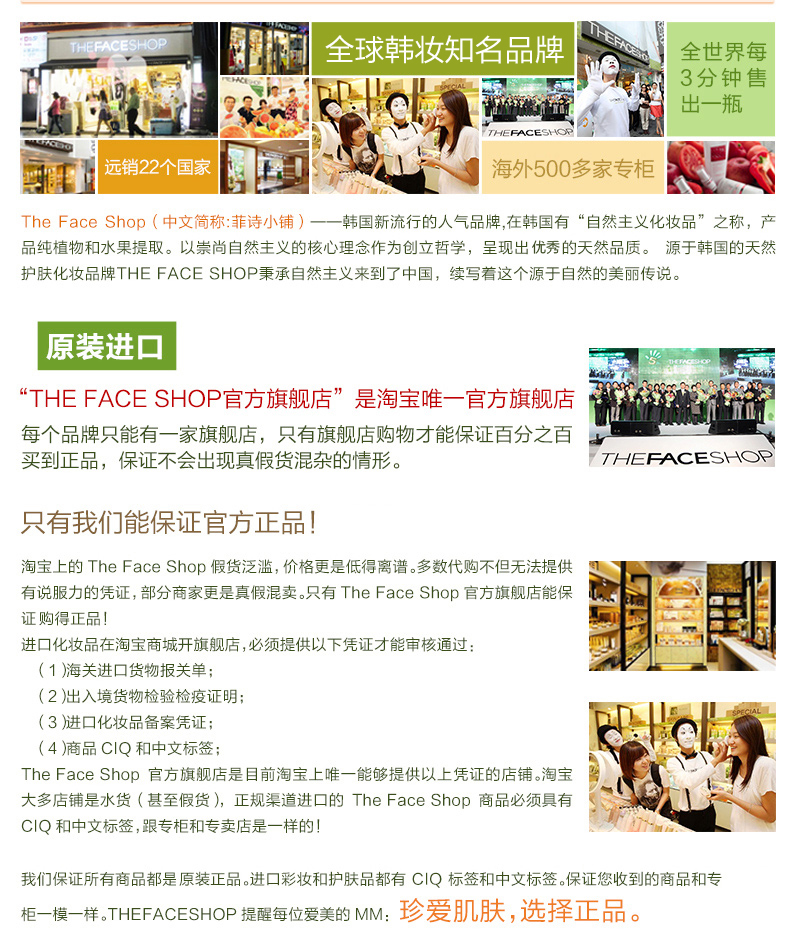 THEFACESHOP
全球韩妆知名品牌
全世界每
3分钟售
出一瓶
SPECIAL
THEFACESHOP
远销22个国家
海外500多家专柜
The Face Shop（中文简称:菲诗小铺）——韩国新流行的人气品牌,在韩国有“自然主义化妆品”之称，产
品纯植物和水果提取。以崇尚自然主义的核心理念作为创立哲学，呈现出优秀的天然品质。 源于韩国的天然
护肤化妆品牌THE FACE SHOP秉承自然主义来到了中国，续写着这个源于自然的美丽传说。
原装进口
“THE FACE SHOP官方旗舰店”是淘宝唯一官方旗舰店
每个品牌只能有一家旗舰店，只有旗舰店购物才能保证百分之百
买到正品，保证不会出现真假货混杂的情形。
THEFACESHOP
THEFACESHOP
只有我们能保证官方正品！
淘宝上的 The Face Shop 假货泛滥，价格更是低得离谱。多数代购不但无法提供
有说服力的凭证，部分商家更是真假混卖。只有 The Face Shop 官方旗舰店能保
证购得正品！
进口化妆品在淘宝商城开旗舰店，必须提供以下凭证才能审核通过：
（1）海关进口货物报关单；
（2）出入境货物检验检疫证明；
（3）进口化妆品备案凭证；
（4）商品 CIQ 和中文标签；
The Face Shop 官方旗舰店是目前淘宝上唯一能够提供以上凭证的店铺。淘宝
大多店铺是水货（甚至假货），正规渠道进口的 The Face Shop 商品必须具有
CIQ 和中文标签，跟专柜和专卖店是一样的！
SPECIAL
我们保证所有商品都是原装正品。进口彩妆和护肤品都有 CIQ 标签和中文标签。保证您收到的商品和专
柜一模一样。THEFACESHOP 提醒每位爱美的 MM：珍爱肌肤，选择正品。